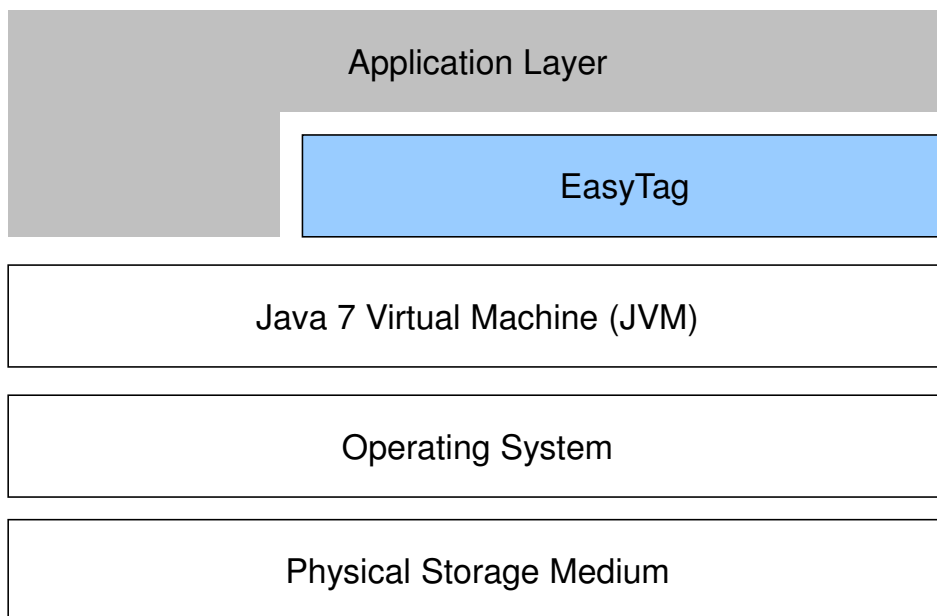 Application Layer
EasyTag
Java 7 Virtual Machine (JVM)
Operating System
Physical Storage Medium